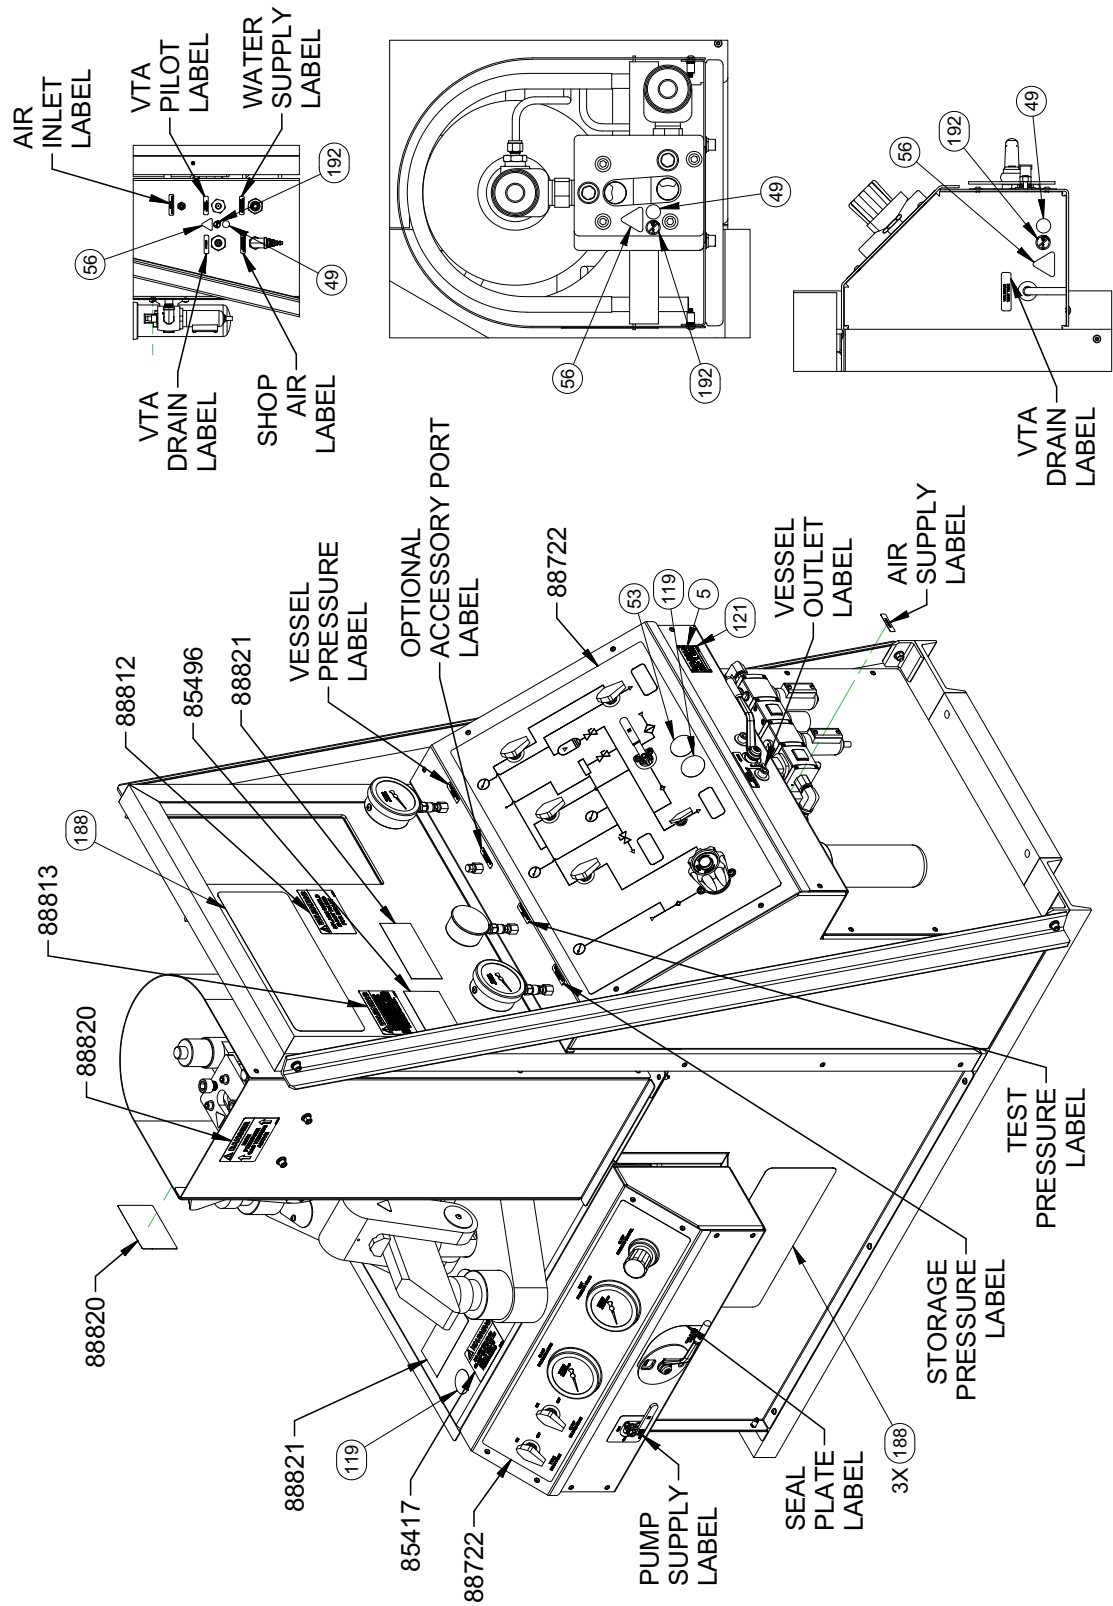 88820
88820
88813
188
88812
85496
88821
VESSEL
PRESSURE
LABEL
OPTIONAL
ACCESSORY PORT
LABEL
88722
53
119
5
121
VESSEL
OUTLET
LABEL
AIR
SUPPLY
LABEL
88821
119
85417
88722
PUMP
SUPPLY
LABEL
SEAL
PLATE
LABEL
3X 188
STORAGE
PRESSURE
LABEL
TEST
PRESSURE
LABEL
AIR
INLET
LABEL
VTA
PILOT
LABEL
WATER
SUPPLY
LABEL
192
56
49
VTA
DRAIN
LABEL
SHOP
AIR
LABEL
56
49
192
56
192
49
VTA
DRAIN
LABEL